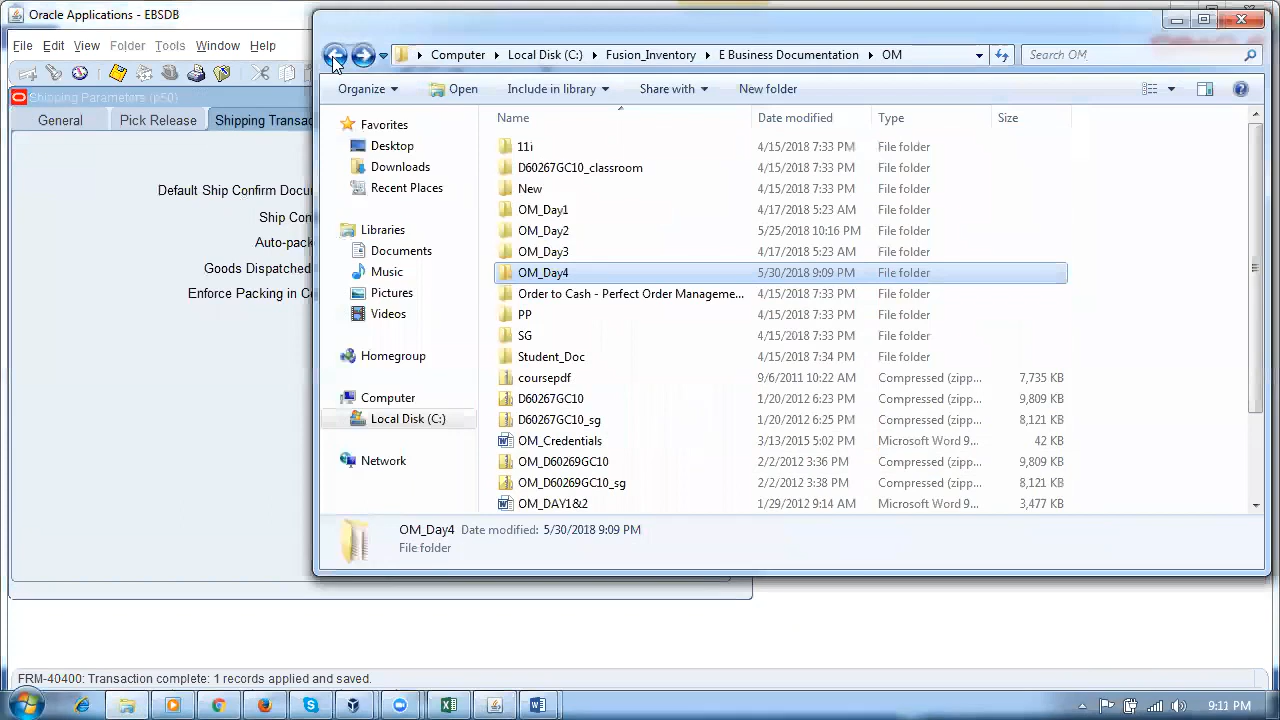 Oracle Applications - EBSDB
File Edit View Folder Tools Window Help
Shipping Parameters (p50)
General Pick Release Shipping Transac
Default Ship Confirm Docum
Ship Con
Auto-pack
Goods Dispatched
Enforce Packing in Co
FRM-40400: Transaction complete: 1 records applied and saved.
Computer Local Disk (C:) Fusion_Inventory E Business Documentation OM
Search OM
Organize Open Include in library Share with New folder
Favorites
Desktop
Downloads
Recent Places
Libraries
Documents
Music
Pictures
Videos
Homegroup
Computer
Local Disk (C:)
Network
Name Date modified Type Size
11i 4/15/2018 7:33 PM File folder
D60267GC10_classroom 4/15/2018 7:33 PM File folder
New 4/15/2018 7:33 PM File folder
OM_Day1 4/17/2018 5:23 AM File folder
OM_Day2 5/25/2018 10:16 PM File folder
OM_Day3 4/17/2018 5:23 AM File folder
OM_Day4 5/30/2018 9:09 PM File folder
Order to Cash - Perfect Order Manageme... 4/15/2018 7:33 PM File folder
PP 4/15/2018 7:33 PM File folder
SG 4/15/2018 7:33 PM File folder
Student_Doc 4/15/2018 7:34 PM File folder
coursepdf 9/6/2011 10:22 AM Compressed (zipp... 7,735 KB
D60267GC10 1/20/2012 6:23 PM Compressed (zipp... 9,809 KB
D60267GC10_sg 1/20/2012 6:25 PM Compressed (zipp... 8,121 KB
OM_Credentials 3/13/2015 5:02 PM Microsoft Word 9... 42 KB
OM_D60269GC10 2/2/2012 3:36 PM Compressed (zipp... 9,809 KB
OM_D60269GC10_sg 2/2/2012 3:38 PM Compressed (zipp... 8,121 KB
OM_DAY1&2 1/29/2012 9:14 AM Microsoft Word 9... 3,477 KB
OM_Day4 Date modified: 5/30/2018 9:09 PM
File folder
9:11 PM